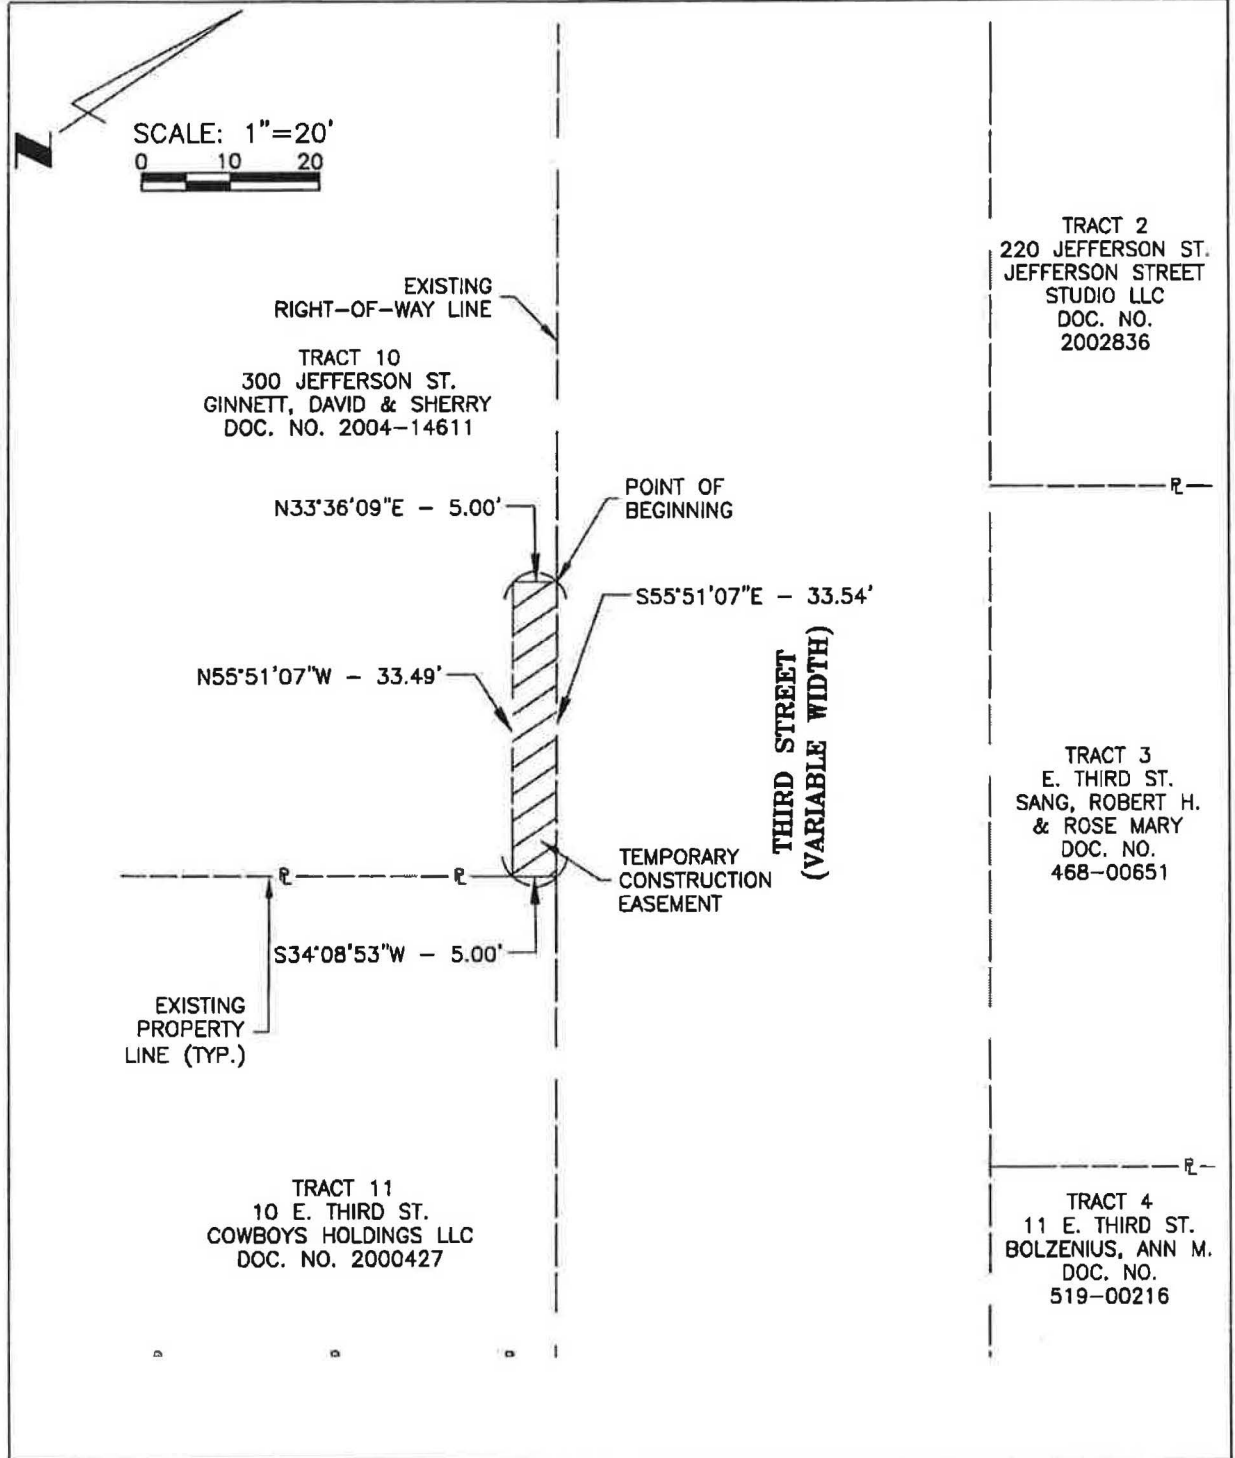 N
SCALE: 1"=20'
0 10 20
EXISTING
RIGHT-OF-WAY LINE
TRACT 10
300 JEFFERSON ST.
GINNETT, DAVID & SHERRY
DOC. NO. 2004-14611
TRACT 2
220 JEFFERSON ST.
JEFFERSON STREET
STUDIO LLC
DOC. NO.
2002836
N33°36'09"E - 5.00'
POINT OF
BEGINNING
PL
S55°51'07"E - 33.54'
N55°51'07"W - 33.49'
THIRD STREET
(VARIABLE WIDTH)
TRACT 3
E. THIRD ST.
SANG, ROBERT H.
& ROSE MARY
DOC. NO.
468-00651
TEMPORARY
CONSTRUCTION
EASEMENT
PL PL
S34°08'53"W - 5.00'
EXISTING
PROPERTY
LINE (TYP.)
PL
TRACT 11
10 E. THIRD ST.
COWBOYS HOLDINGS LLC
DOC. NO. 2000427
TRACT 4
11 E. THIRD ST.
BOLZENIUS, ANN M.
DOC. NO.
519-00216